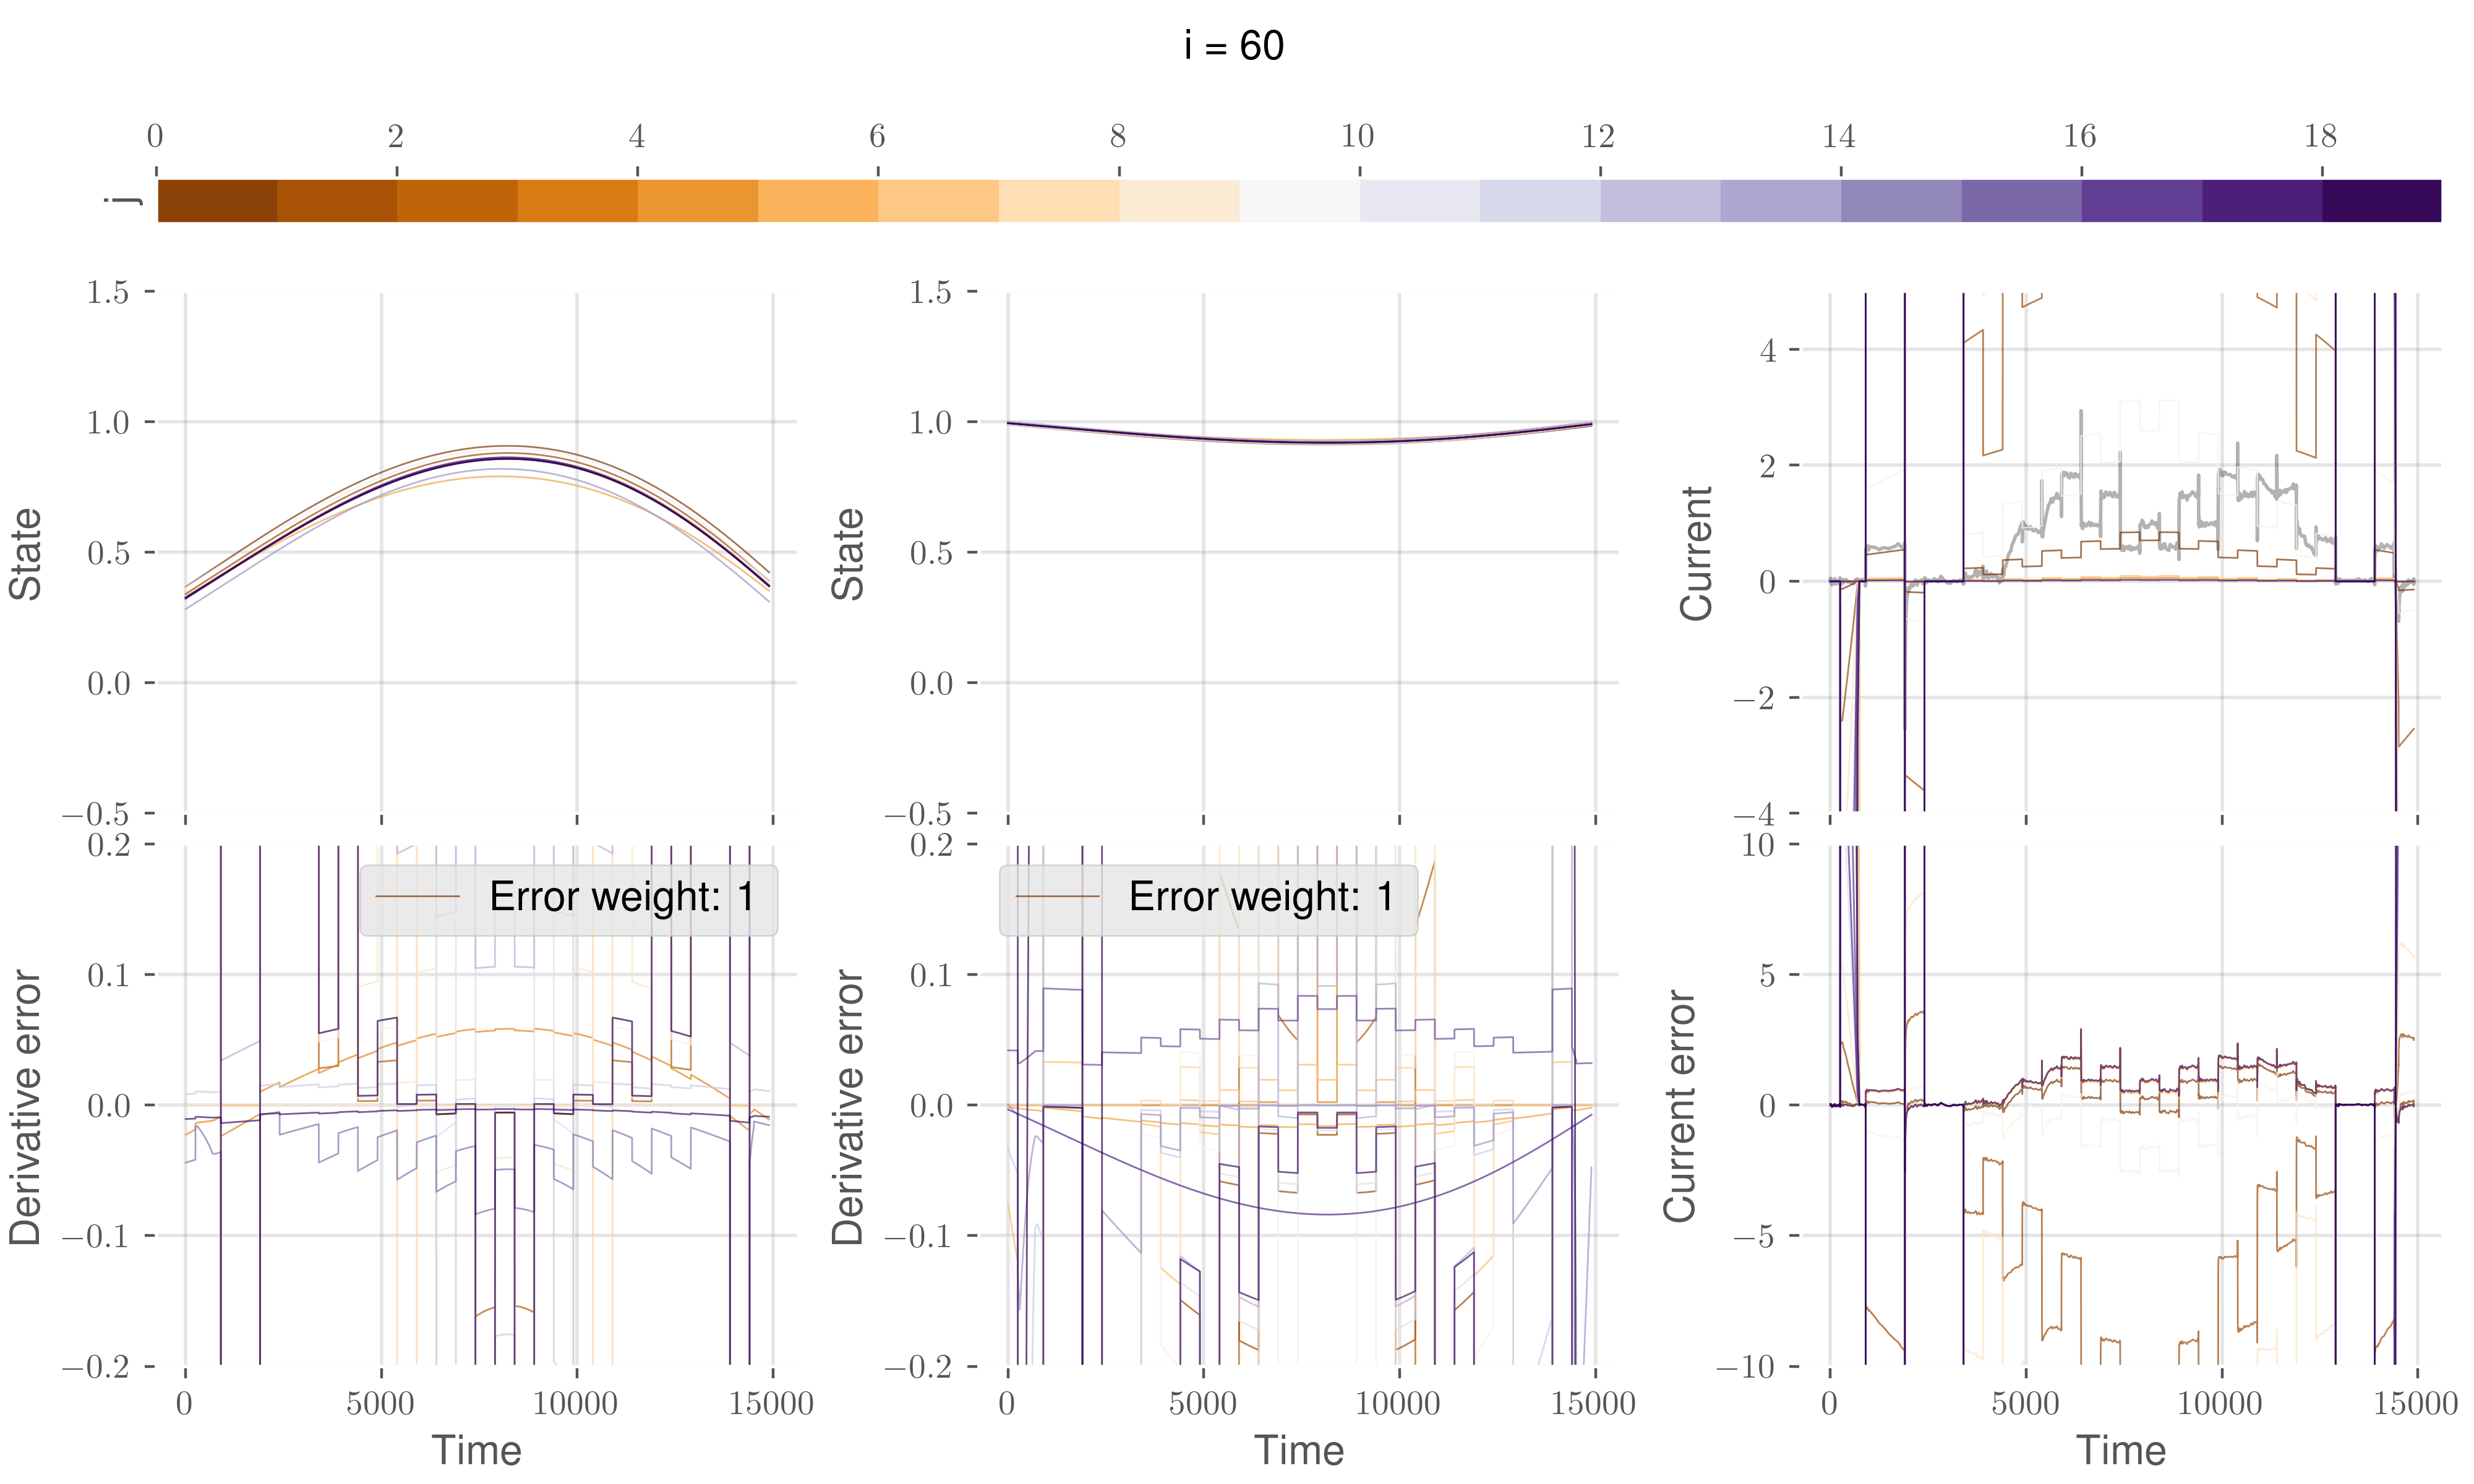 i = 60
0 2 4 6 8 10 12 14 16 18
j
1.5 1.0 0.5 0.0 −0.5
State
1.5 1.0 0.5 0.0 −0.5
State
4 2 0 −2 −4
Current
0.2 0.1 0.0 −0.1 −0.2
Derivative error
Error weight: 1
0 5000 10000 15000
Time
0.2 0.1 0.0 −0.1 −0.2
Derivative error
Error weight: 1
0 5000 10000 15000
Time
10 5 0 −5 −10
Current error
0 5000 10000 15000
Time